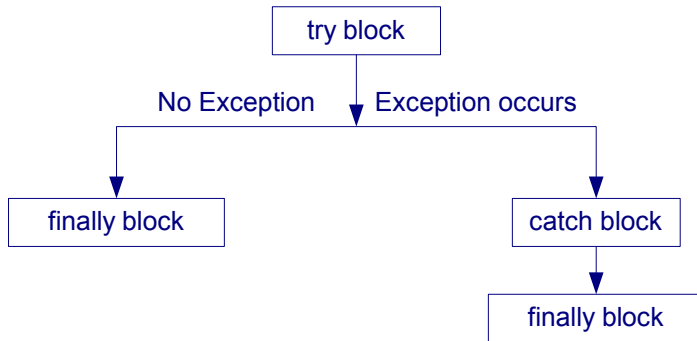 try block
No Exception
Exception occurs
finally block
catch block
finally block